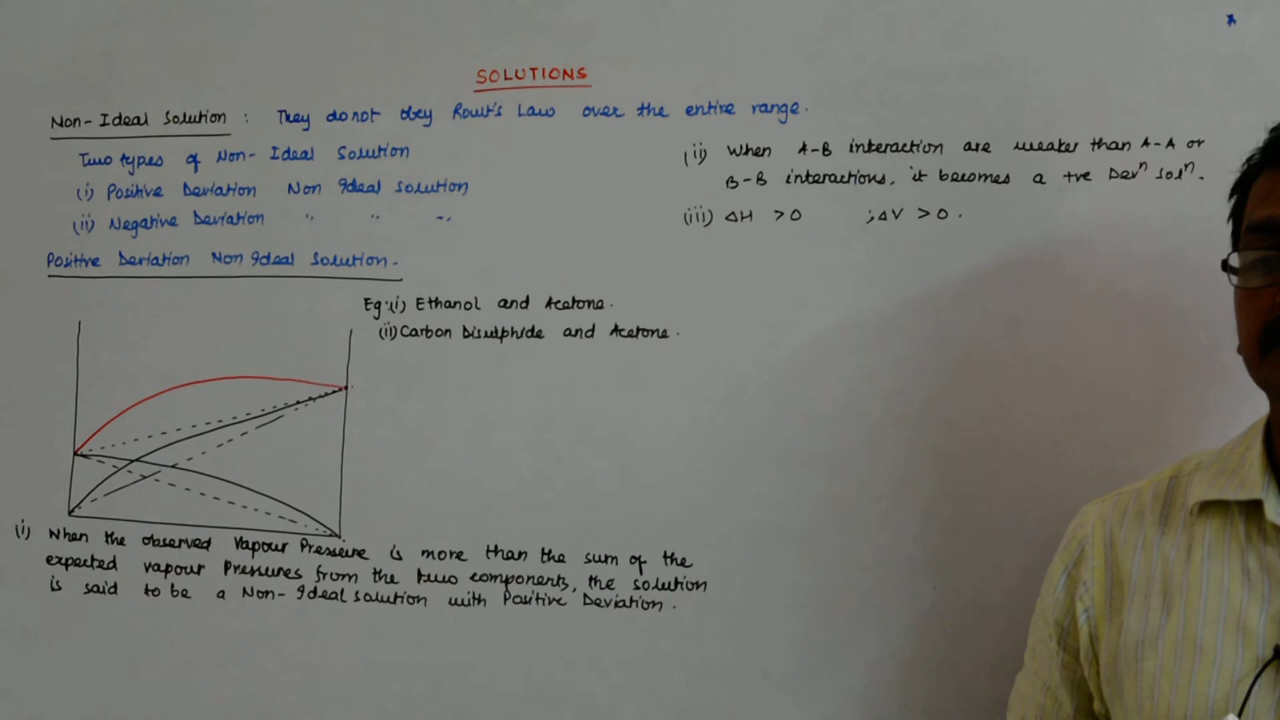 SOLUTIONS
Non-Ideal Solution : They do not obey Roult's Law over the entire range.
Two types of Non-Ideal Solution
(i) Positive Deviation Non Ideal solution
(ii) Negative Deviation " " "
Positive Deviation Non Ideal Solution.
Eg:(i) Ethanol and Acetone.
(ii) Carbon Disulphide and Acetone.
(i) When the observed Vapour Pressure is more than the sum of the
expected vapour Pressures from the two components, the solution
is said to be a Non-Ideal solution with Positive Deviation.
(ii) When A-B interaction are weaker than A-A or
B-B interactions, it becomes a +ve Devⁿ Solⁿ.
(iii) ΔH > 0 ; ΔV > 0.